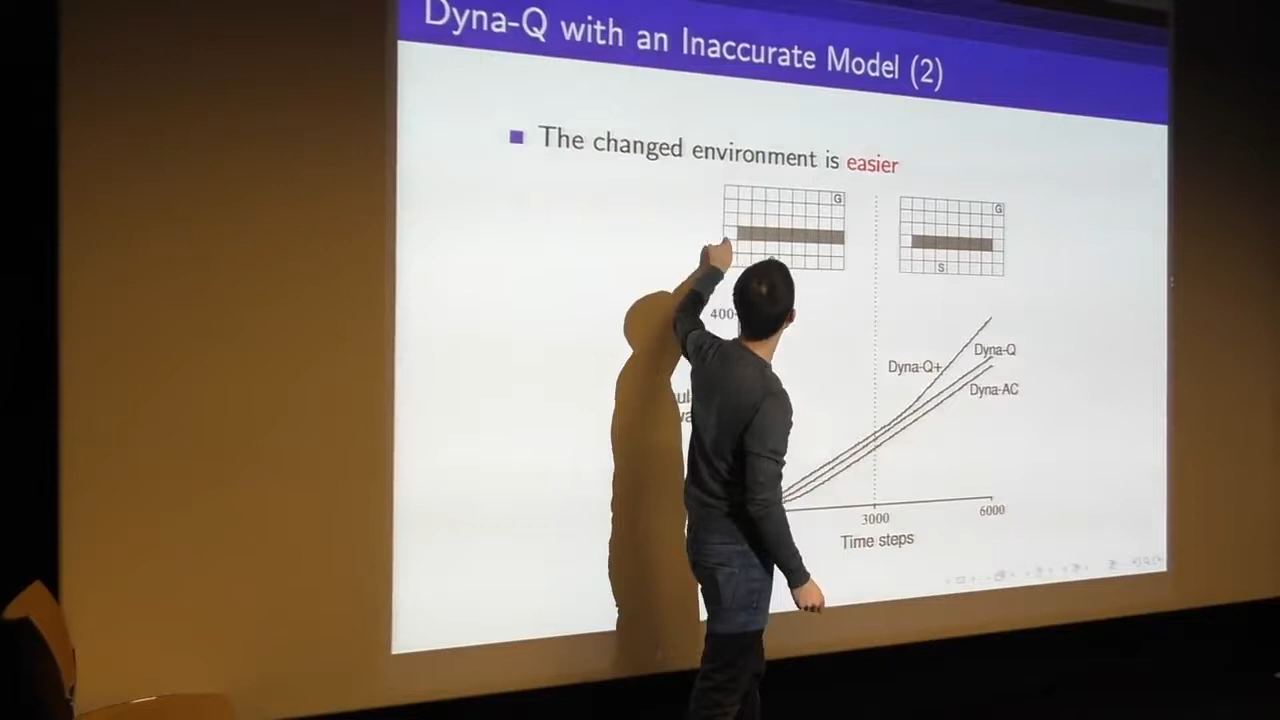 Dyna-Q with an Inaccurate Model (2)
The changed environment is easier
G
G
S
400
Dyna-Q+
Dyna-Q
Dyna-AC
3000
6000
Time steps